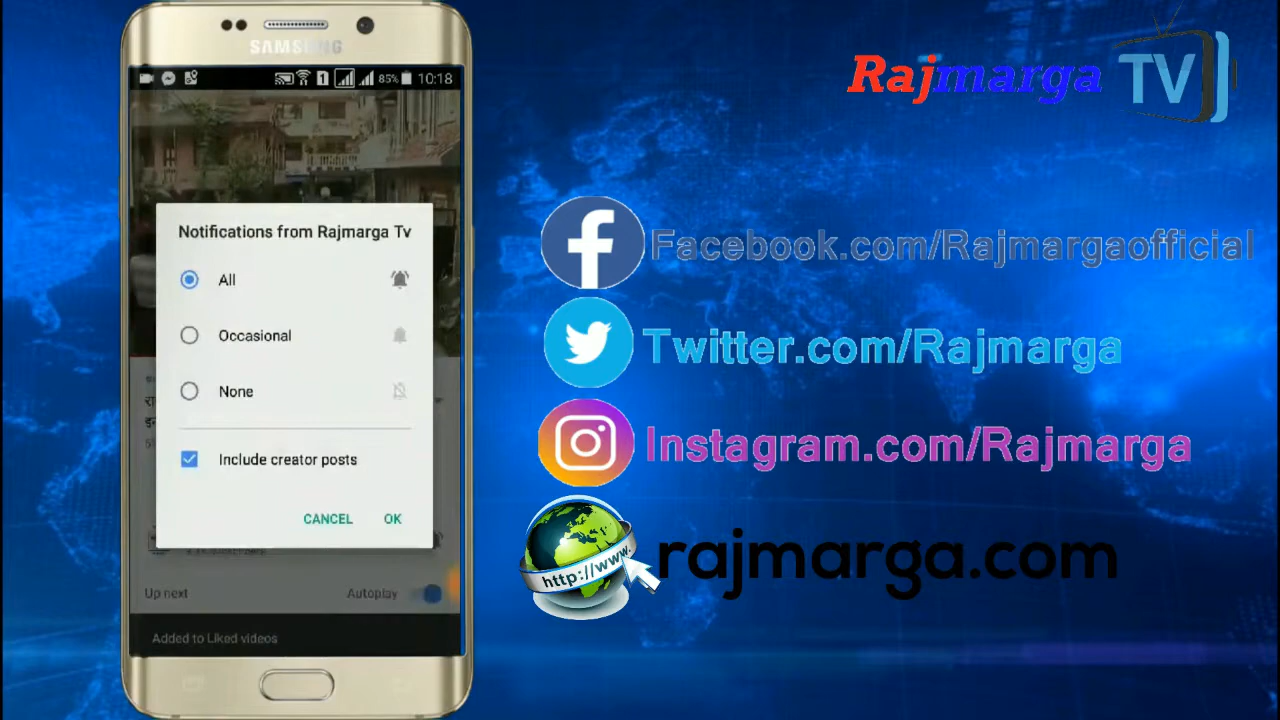 SAMSUNG
85% 10:18
Notifications from Rajmarga Tv
All
Occasional
None
Include creator posts
CANCEL OK
Up next Autoplay
Added to Liked videos
Rajmarga TV
Facebook.com/Rajmargaofficial
Twitter.com/Rajmarga
Instagram.com/Rajmarga
http://www.
rajmarga.com